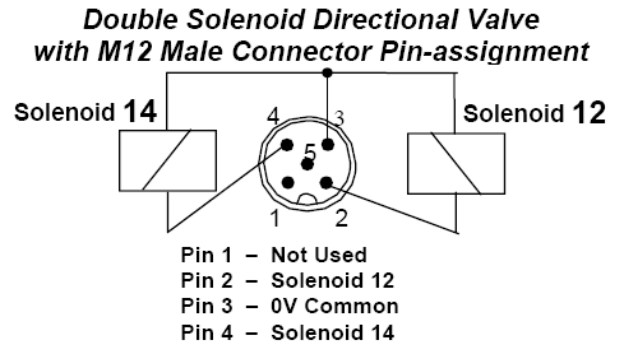 Double Solenoid Directional Valve
with M12 Male Connector Pin-assignment
Solenoid 14
4
3
Solenoid 12
5
1
2
Pin 1 – Not Used
Pin 2 – Solenoid 12
Pin 3 – 0V Common
Pin 4 – Solenoid 14